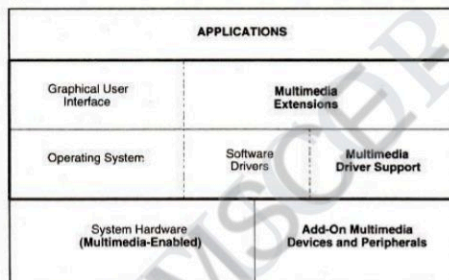 APPLICATIONS
Graphical User
Interface
Multimedia
Extensions
Operating System
Software
Drivers
Multimedia
Driver Support
System Hardware
(Multimedia-Enabled)
Add-On Multimedia
Devices and Peripherals